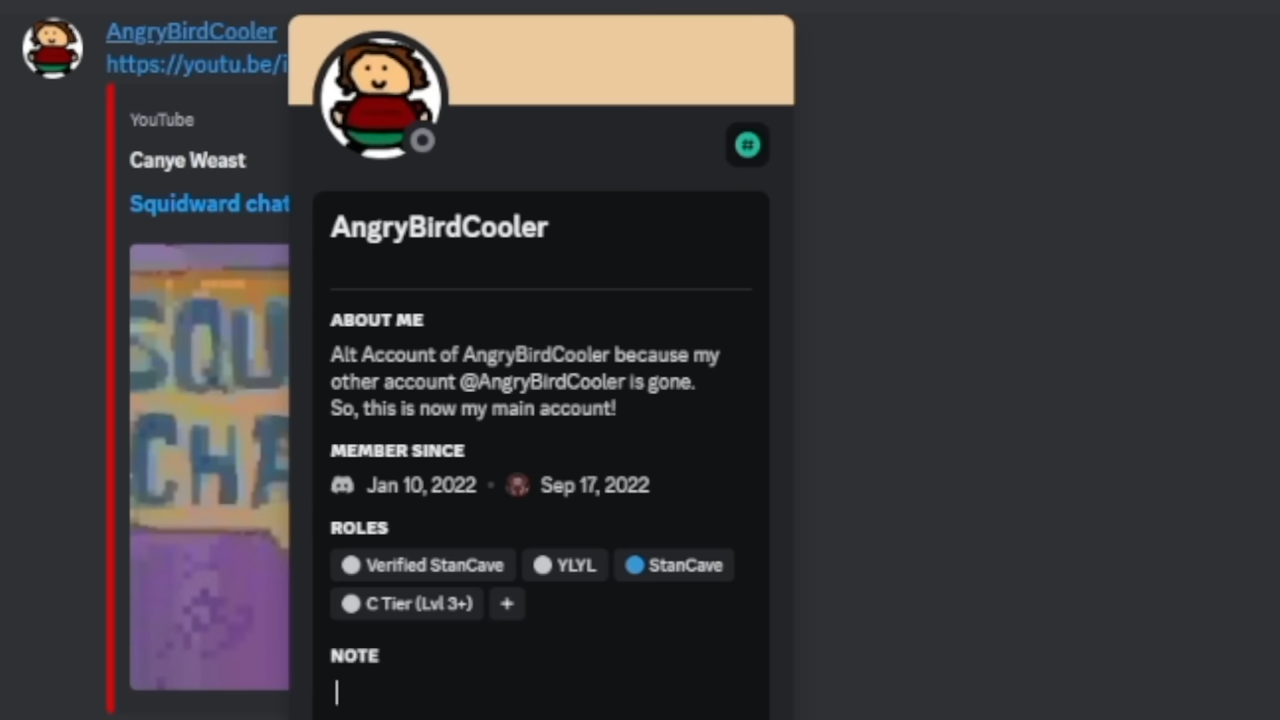 AngryBirdCooler
https://youtu.be/i
YouTube
Canye Weast
Squidward chat
SQU
CHA
AngryBirdCooler
ABOUT ME
Alt Account of AngryBirdCooler because my
other account @AngryBirdCooler is gone.
So, this is now my main account!
MEMBER SINCE
Jan 10, 2022 • Sep 17, 2022
ROLES
Verified StanCave YLYL StanCave
C Tier (Lvl 3+) +
NOTE